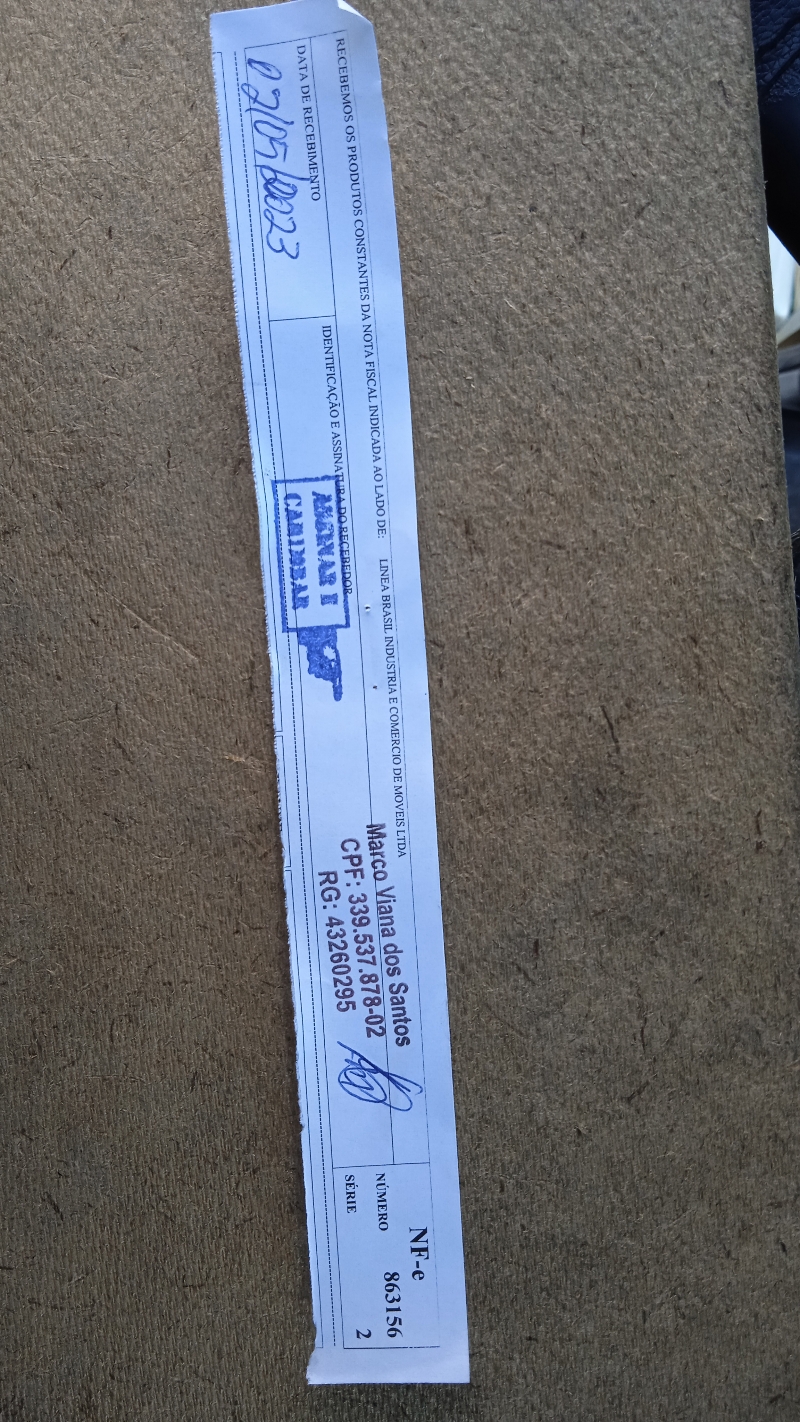 RECEBEMOS OS PRODUTOS CONSTANTES DA NOTA FISCAL INDICADA AO LADO DE: LINEA BRASIL INDUSTRIA E COMERCIO DE MOVEIS LTDA
DATA DE RECEBIMENTO
02/05/2023
IDENTIFICAÇÃO E ASSINATURA DO RECEBEDOR
ASSINAR E
CARIMBAR
Marco Viana dos Santos
CPF: 339.537.878-02
RG: 43260295
NF-e
NÚMERO 863156
SÉRIE 2